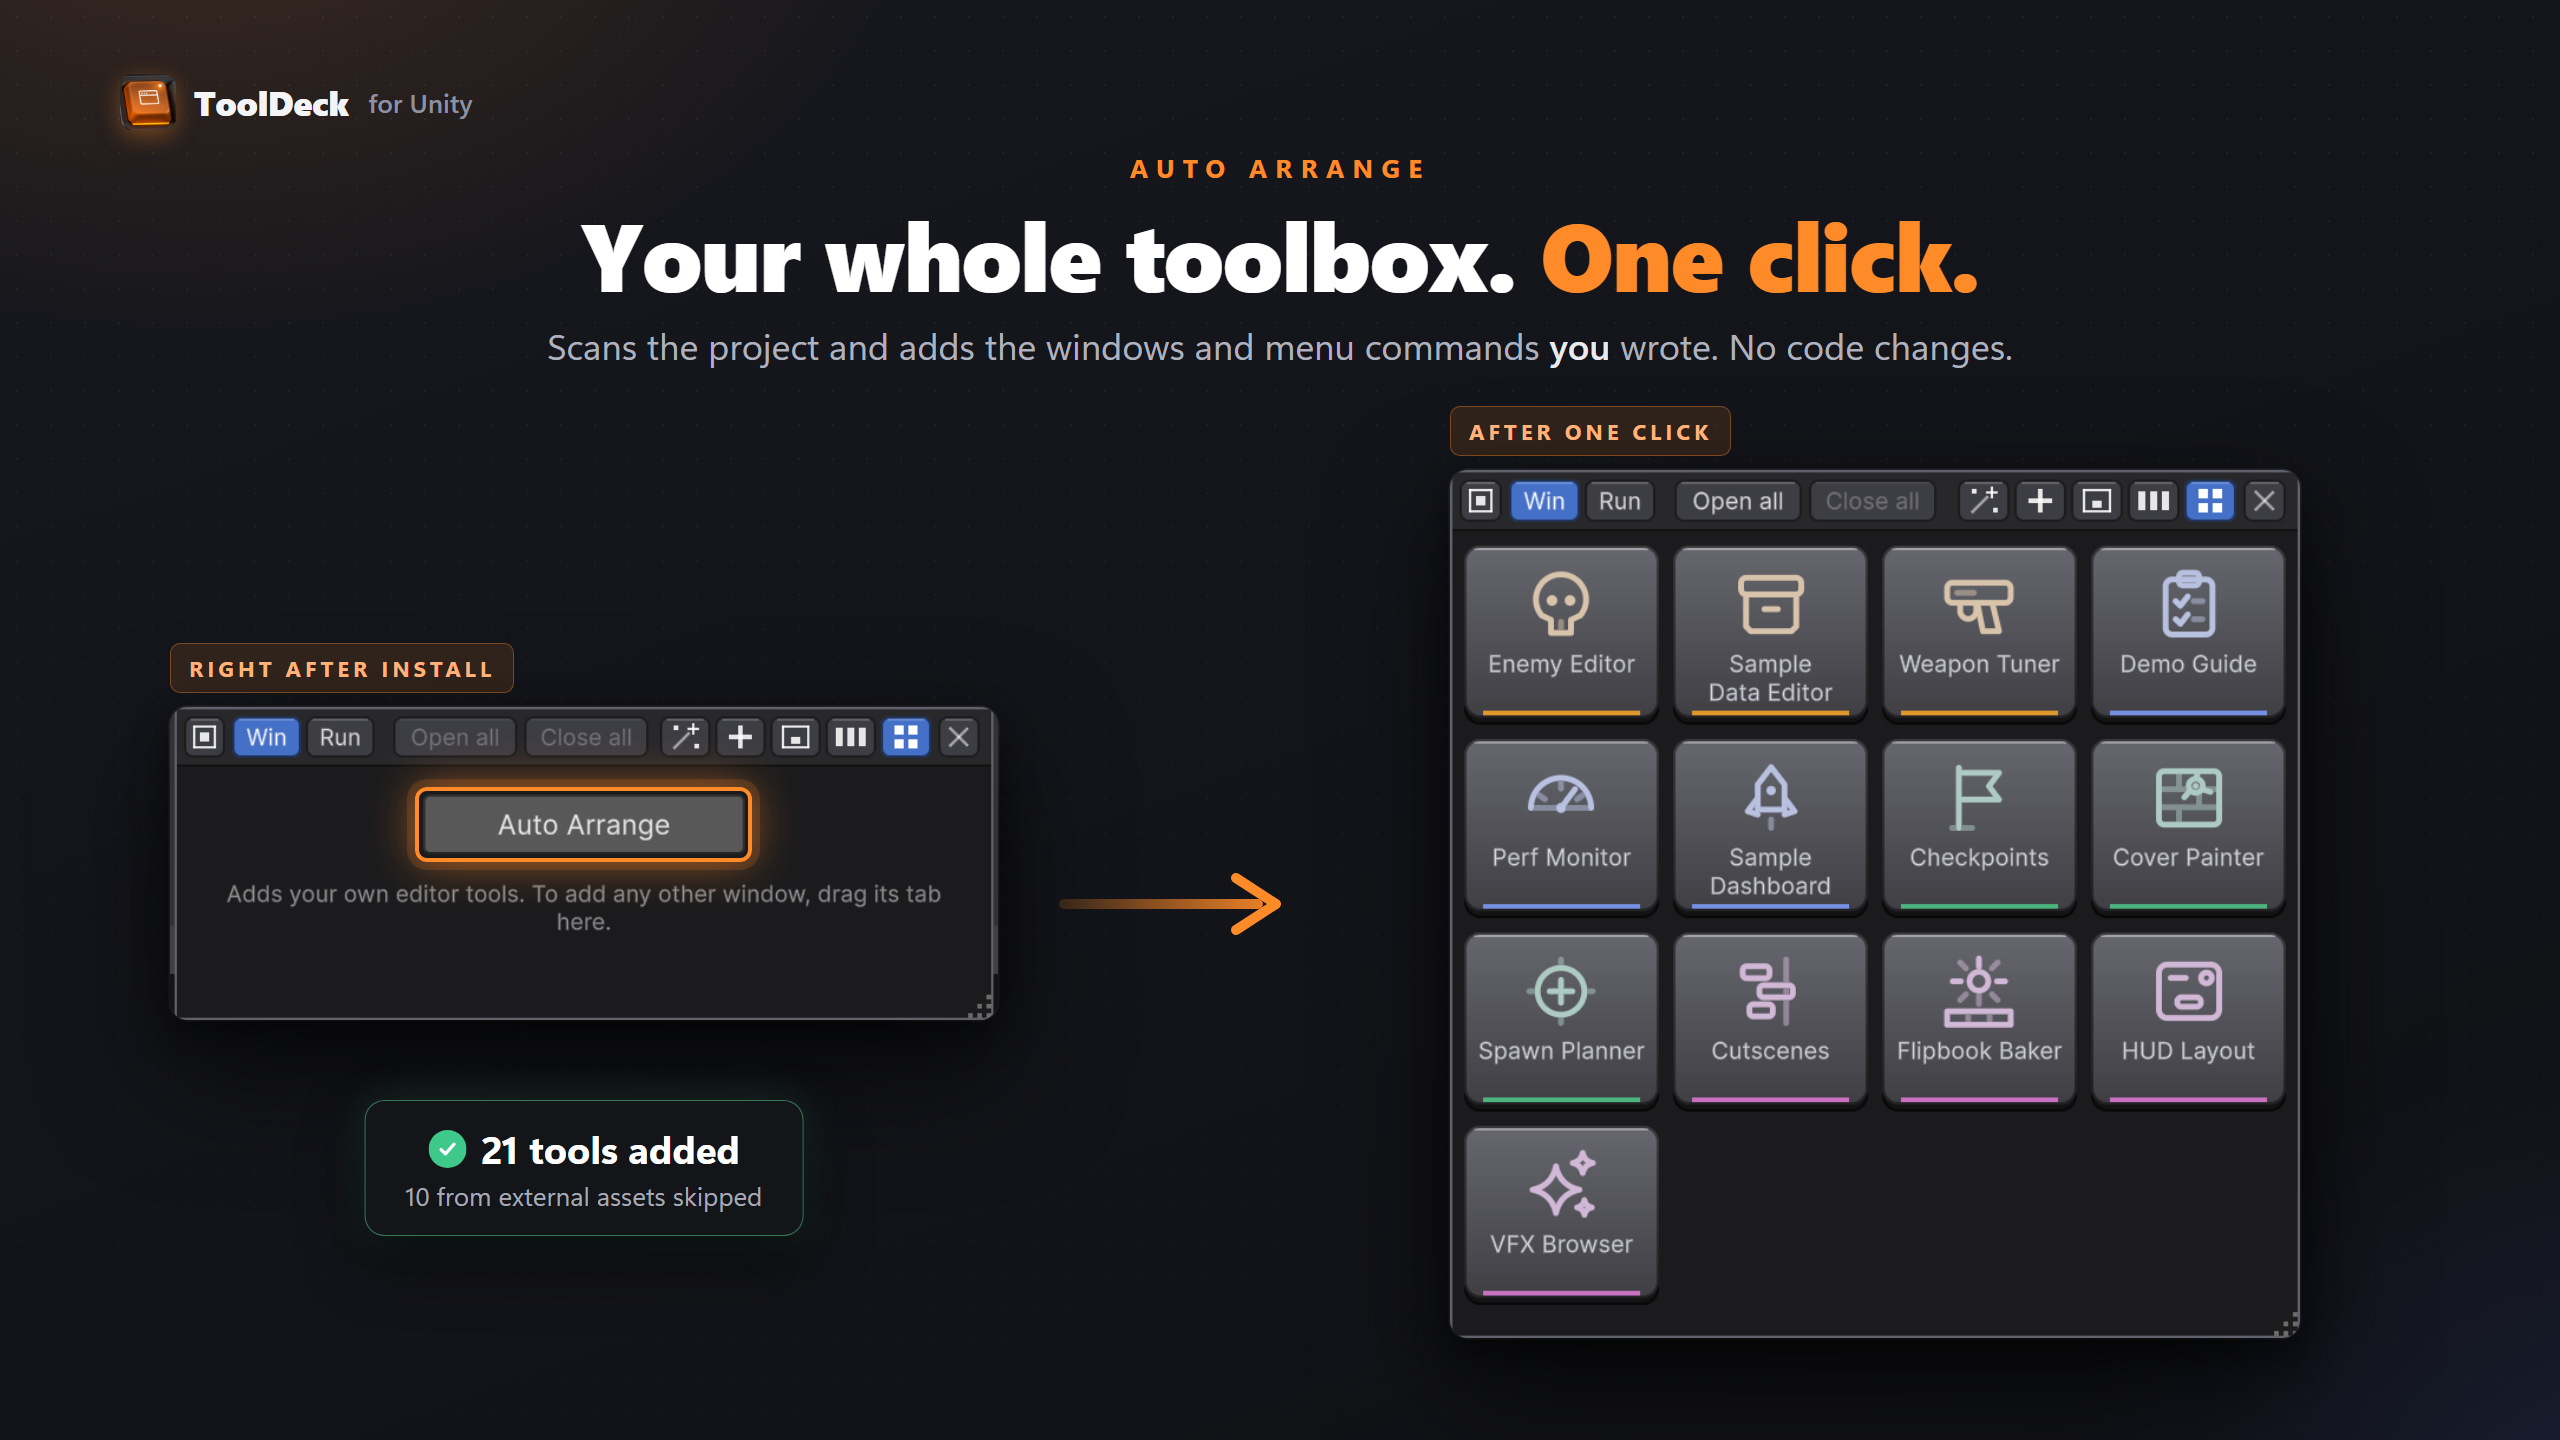 ToolDeck for Unity
AUTO ARRANGE
Your whole toolbox. One click.
Scans the project and adds the windows and menu commands you wrote. No code changes.
RIGHT AFTER INSTALL
Win Run Open all Close all
Auto Arrange
Adds your own editor tools. To add any other window, drag its tab
here.
21 tools added
10 from external assets skipped
AFTER ONE CLICK
Win Run Open all Close all
Enemy Editor
Sample
Data Editor
Weapon Tuner
Demo Guide
Perf Monitor
Sample
Dashboard
Checkpoints
Cover Painter
Spawn Planner
Cutscenes
Flipbook Baker
HUD Layout
VFX Browser